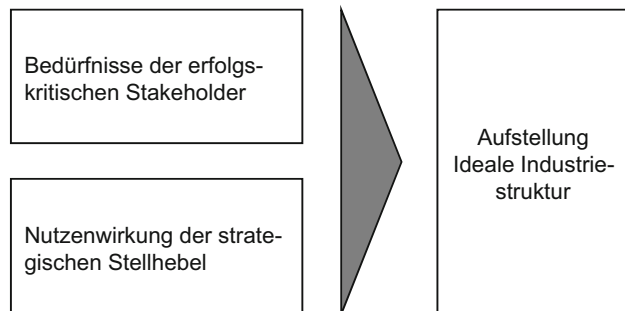 Bedürfnisse der erfolgs-
kritischen Stakeholder
Nutzenwirkung der strate-
gischen Stellhebel
Aufstellung
Ideale Industrie-
struktur